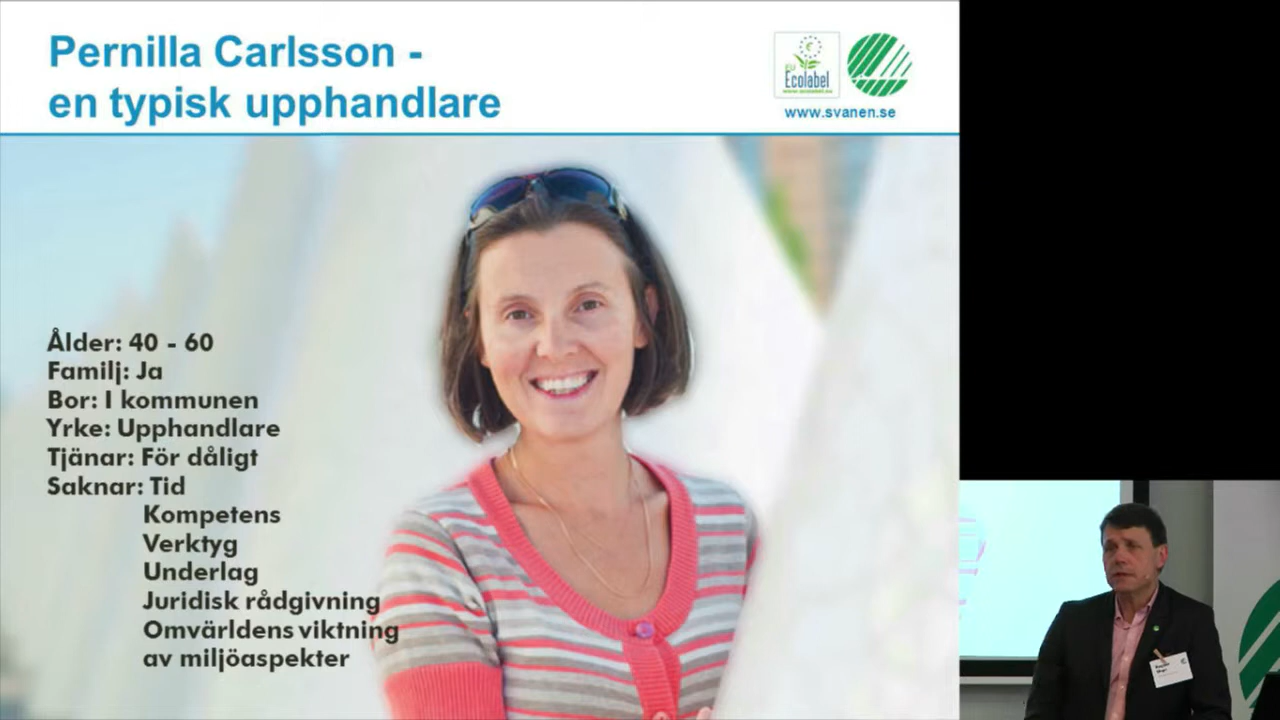 Pernilla Carlsson -
en typisk upphandlare
Ecolabel
www.svanen.se
Ålder: 40 - 60
Familj: Ja
Bor: I kommunen
Yrke: Upphandlare
Tjänar: För dåligt
Saknar: Tid
Kompetens
Verktyg
Underlag
Juridisk rådgivning
Omvärldens viktning
av miljöaspekter